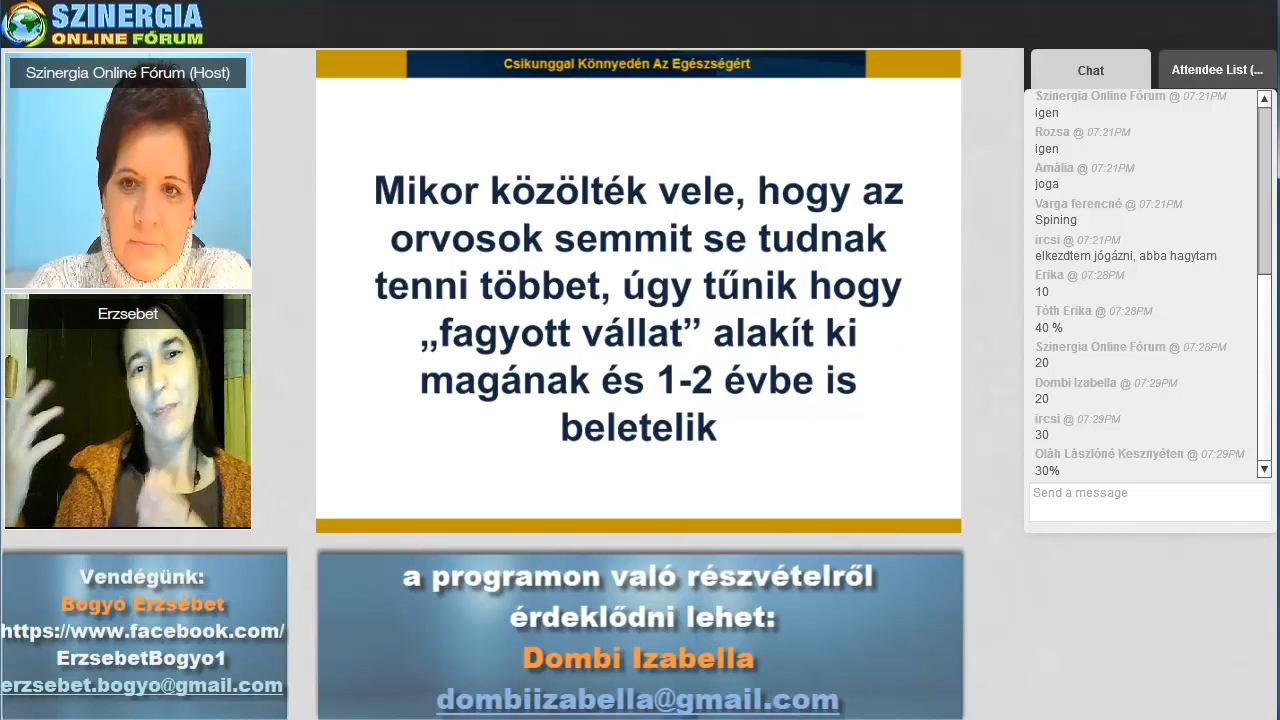 SZINERGIA
ONLINE FÓRUM
Szinergia Online Fórum (Host)
Erzsebet
Csikunggal Könnyedén Az Egészségért
Mikor közölték vele, hogy az
orvosok semmit se tudnak
tenni többet, úgy tűnik hogy
„fagyott vállat” alakít ki
magának és 1-2 évbe is
beletelik
Chat
Attendee List (...
Szinergia Online Fórum @ 07:21PM
igen
Rozsa @ 07:21PM
igen
Amália @ 07:21PM
joga
Varga ferencné @ 07:21PM
Spining
ircsi @ 07:21PM
elkezdtem jógázni, abba hagytam
Erika @ 07:28PM
10
Tóth Erika @ 07:28PM
40 %
Szinergia Online Fórum @ 07:28PM
20
Dombi Izabella @ 07:29PM
20
ircsi @ 07:29PM
30
Oláh Lászlóné Kesznyéten @ 07:29PM
30%
Send a message
Vendégünk:
Bogyó Erzsébet
https://www.facebook.com/
ErzsebetBogyo1
erzsebet.bogyo@gmail.com
a programon való részvételről
érdeklődni lehet:
Dombi Izabella
dombiizabella@gmail.com